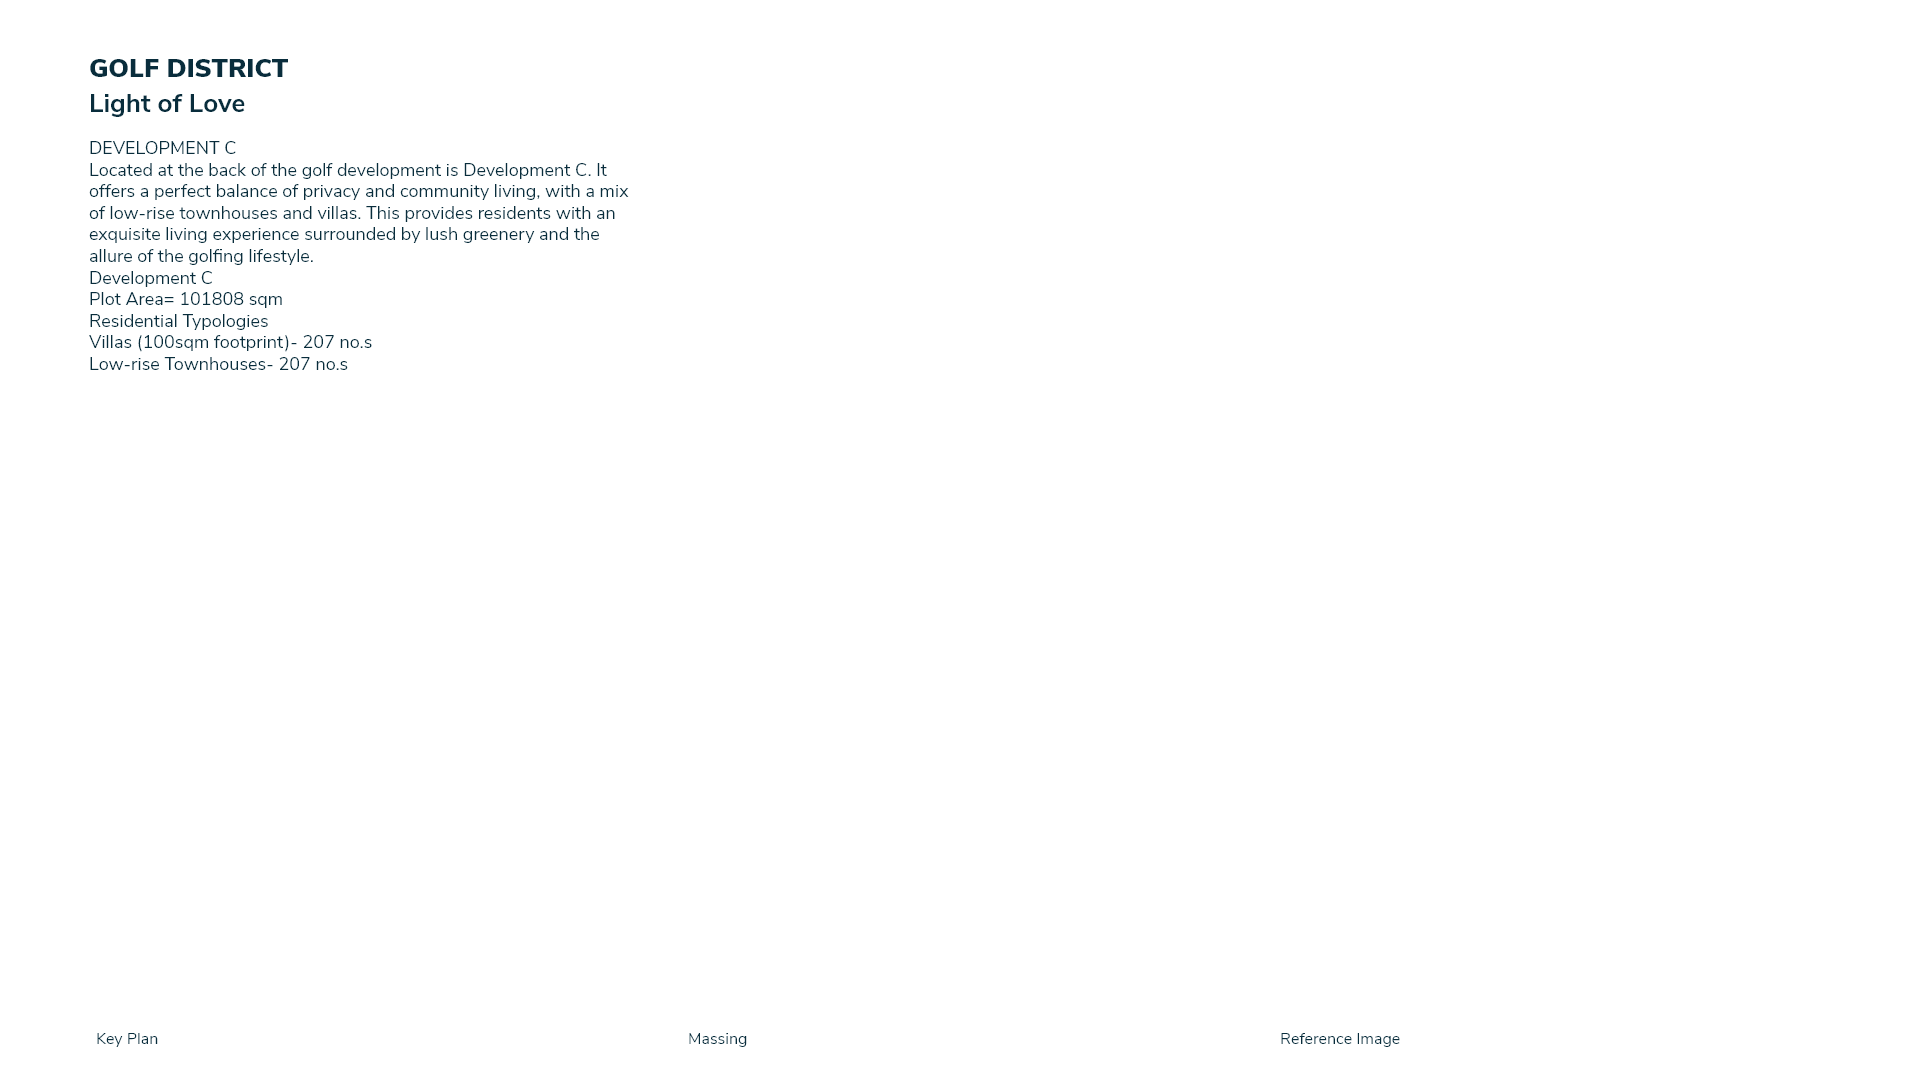 GOLF DISTRICT
Light of Love
DEVELOPMENT C
Located at the back of the golf development is Development C. It
offers a perfect balance of privacy and community living, with a mix
of low-rise townhouses and villas. This provides residents with an
exquisite living experience surrounded by lush greenery and the
allure of the golfing lifestyle.
Development C
Plot Area= 101808 sqm
Residential Typologies
Villas (100sqm footprint)- 207 no.s
Low-rise Townhouses- 207 no.s
Key Plan
Massing
Reference Image